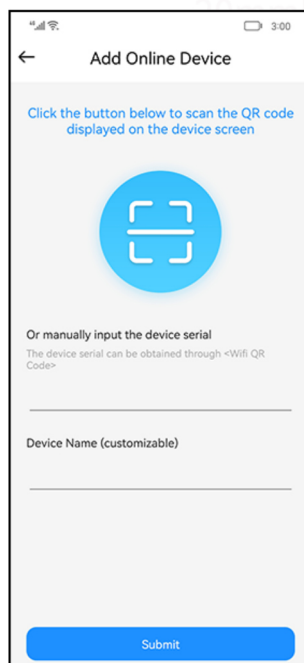 3:00
Add Online Device
Click the button below to scan the QR code
displayed on the device screen
Or manually input the device serial
The device serial can be obtained through <Wifi QR
Code>
Device Name (customizable)
Submit